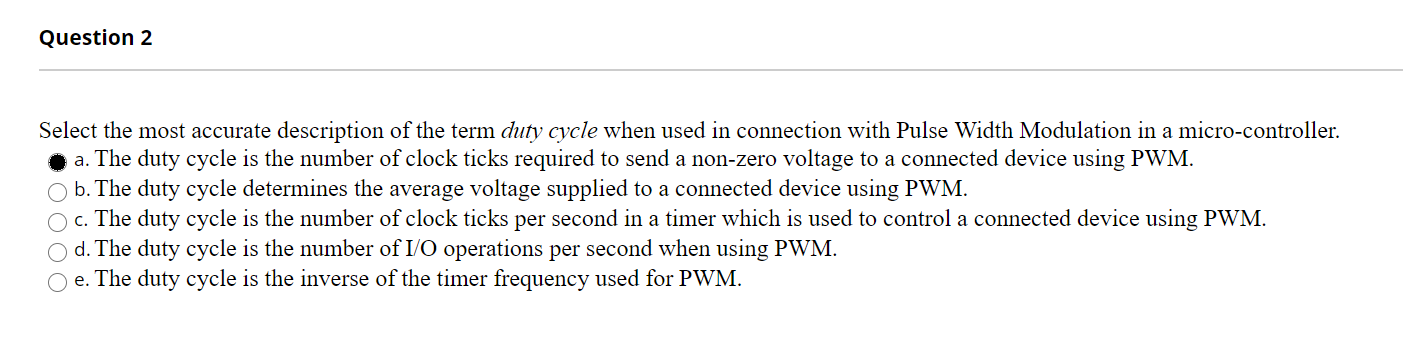 Question 2
Select the most accurate description of the term duty cycle when used in connection with Pulse Width Modulation in a micro-controller.
a. The duty cycle is the number of clock ticks required to send a non-zero voltage to a connected device using PWM.
b. The duty cycle determines the average voltage supplied to a connected device using PWM.
c. The duty cycle is the number of clock ticks per second in a timer which is used to control a connected device using PWM.
d. The duty cycle is the number of I/O operations per second when using PWM.
e. The duty cycle is the inverse of the timer frequency used for PWM.